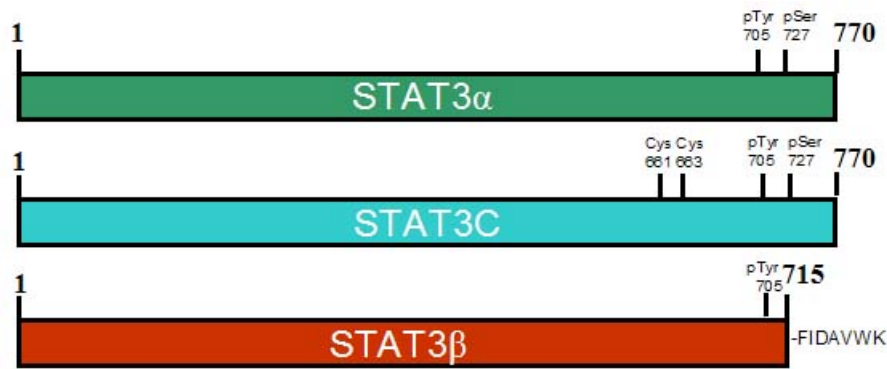 1 pTyr 705 pSer 727 770
STAT3α
1 Cys 661 Cys 663 pTyr 705 pSer 727 770
STAT3C
1 pTyr 705 715
STAT3β -FIDAVWK